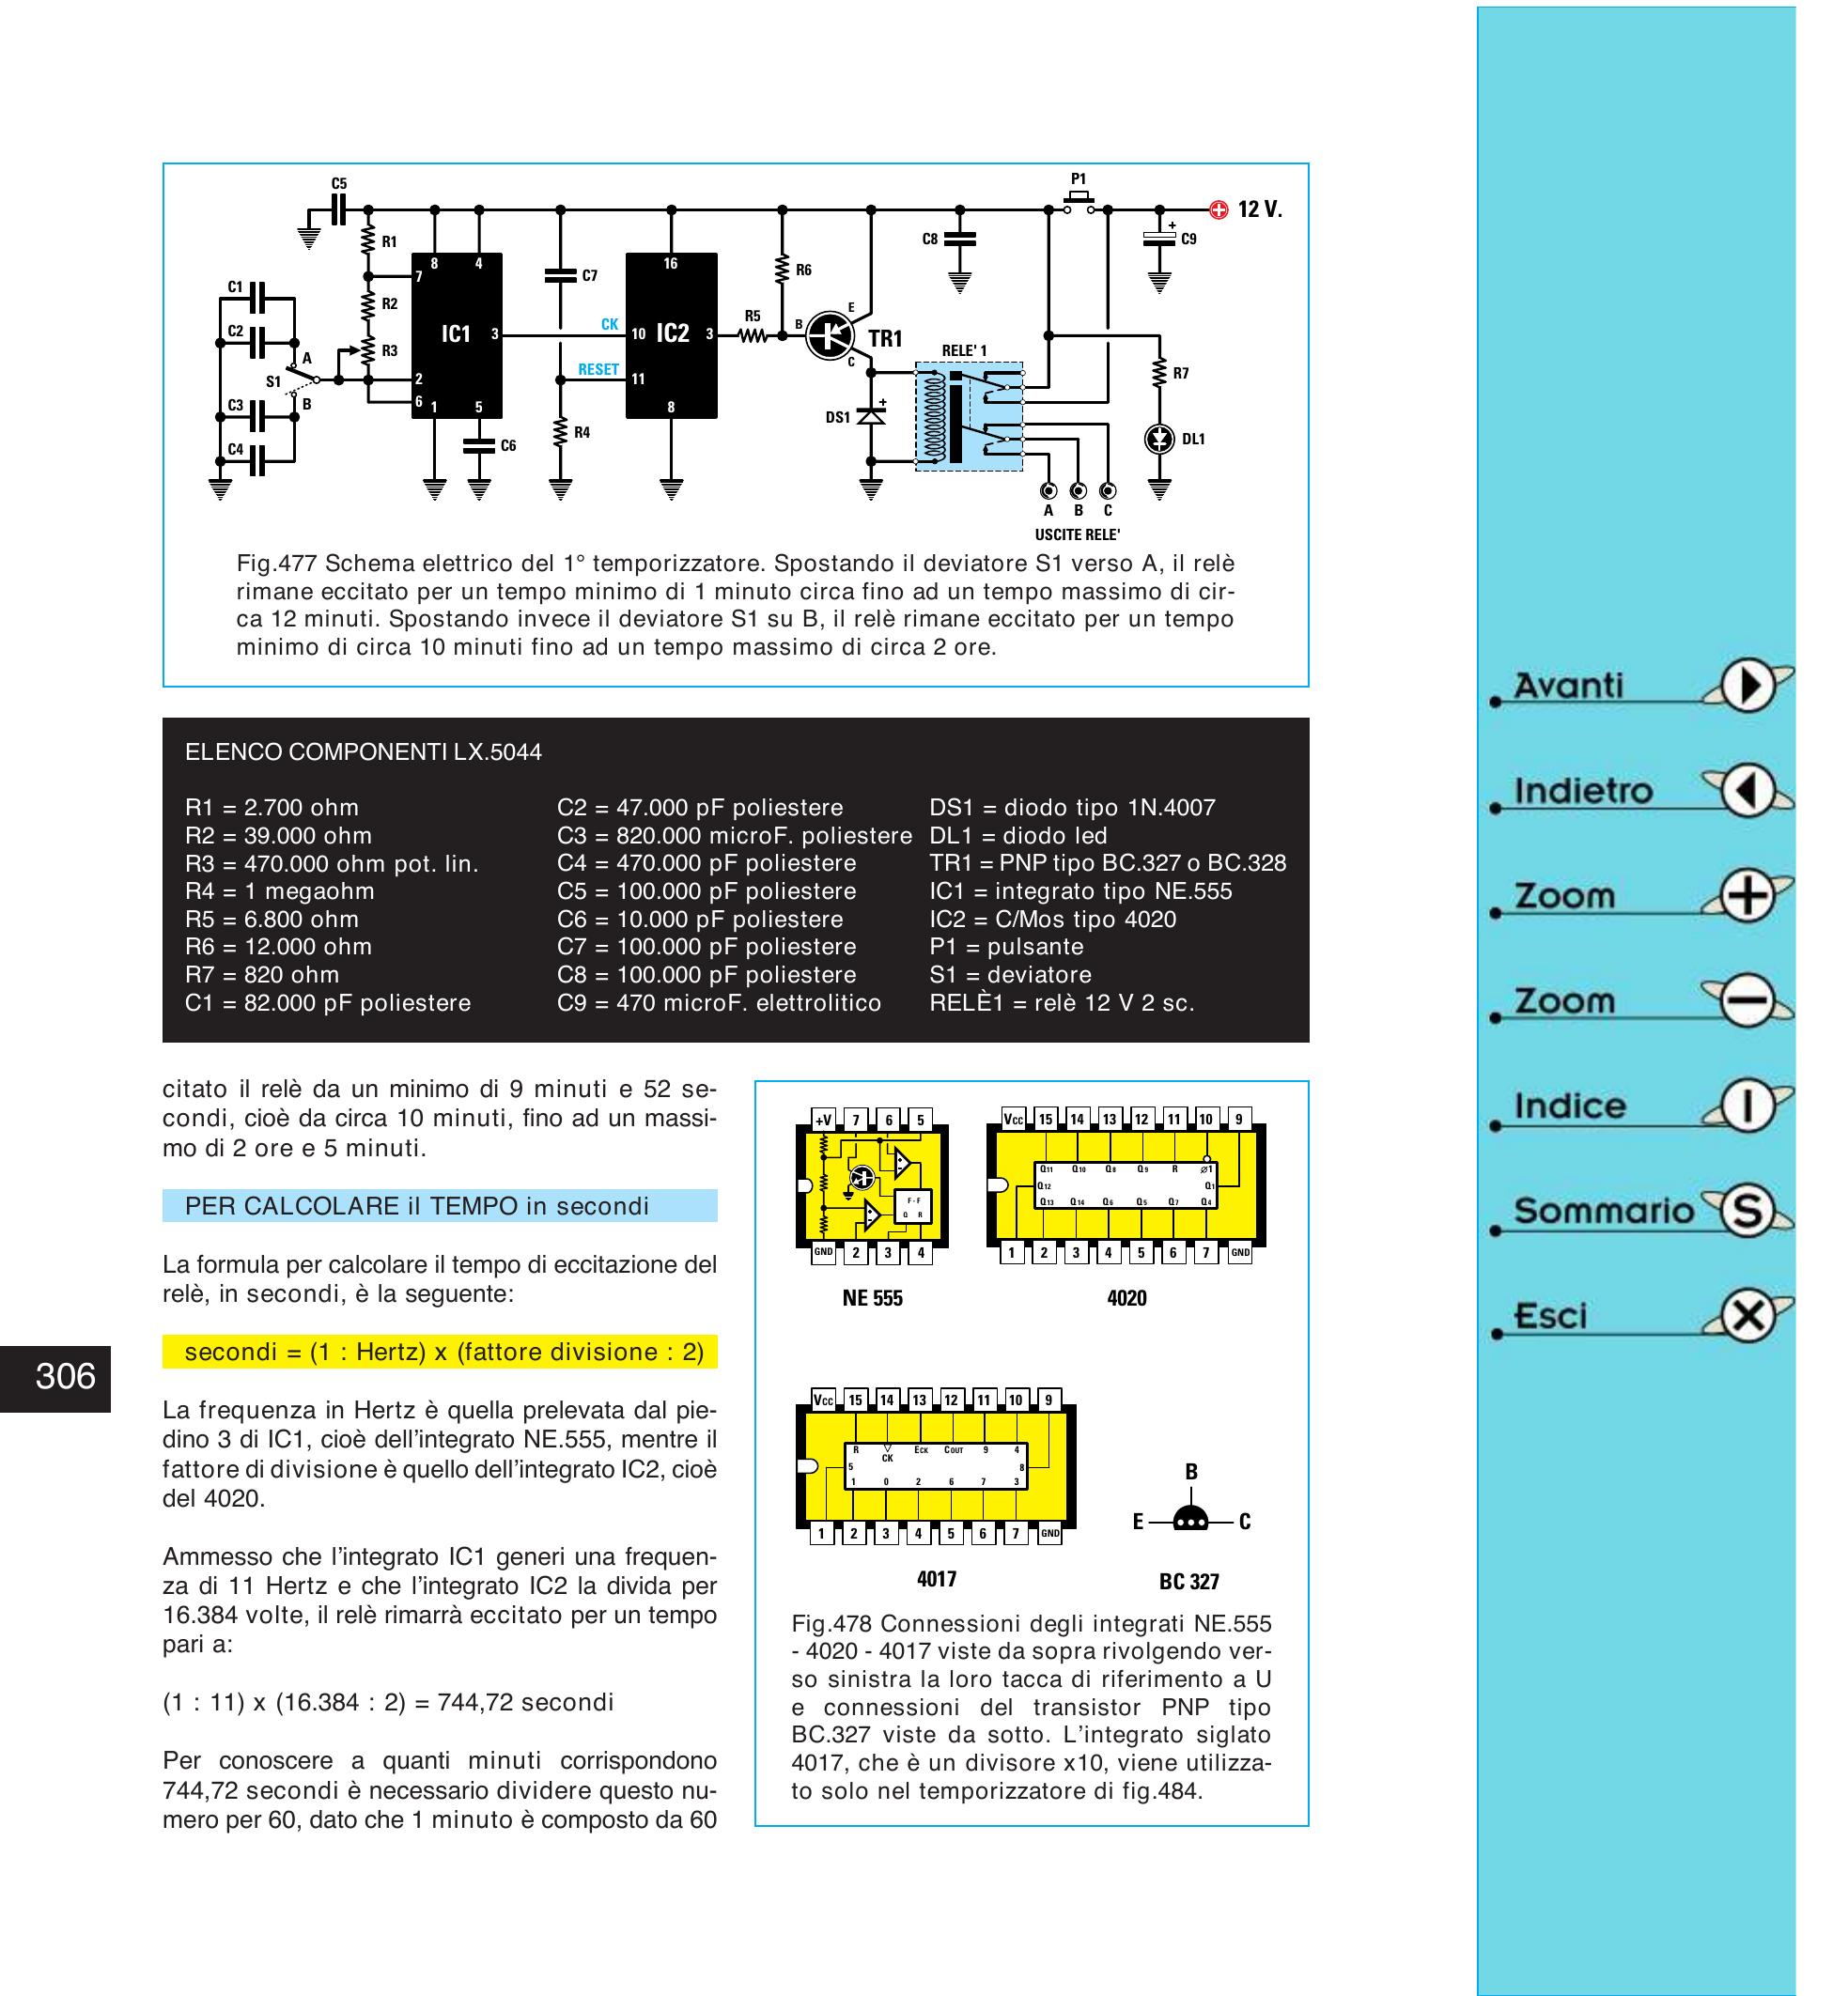 C5
P1
12 V.
R1
8
4
C8
+
C9
7
C7
16
R6
C1
R2
E
C2
IC1
3
CK
10
IC2
3
R5
B
TR1
A
R3
C
RELE' 1
S1
2
RESET
11
R7
C3
B
6
1
5
8
DS1
+
C4
C6
R4
DL1
A
B
C
USCITE RELE'
Fig.477 Schema elettrico del 1° temporizzatore. Spostando il deviatore S1 verso A, il relè
rimane eccitato per un tempo minimo di 1 minuto circa fino ad un tempo massimo di cir-
ca 12 minuti. Spostando invece il deviatore S1 su B, il relè rimane eccitato per un tempo
minimo di circa 10 minuti fino ad un tempo massimo di circa 2 ore.
ELENCO COMPONENTI LX.5044
R1 = 2.700 ohm
R2 = 39.000 ohm
R3 = 470.000 ohm pot. lin.
R4 = 1 megaohm
R5 = 6.800 ohm
R6 = 12.000 ohm
R7 = 820 ohm
C1 = 82.000 pF poliestere
C2 = 47.000 pF poliestere
C3 = 820.000 microF. poliestere
C4 = 470.000 pF poliestere
C5 = 100.000 pF poliestere
C6 = 10.000 pF poliestere
C7 = 100.000 pF poliestere
C8 = 100.000 pF poliestere
C9 = 470 microF. elettrolitico
DS1 = diodo tipo 1N.4007
DL1 = diodo led
TR1 = PNP tipo BC.327 o BC.328
IC1 = integrato tipo NE.555
IC2 = C/Mos tipo 4020
P1 = pulsante
S1 = deviatore
RELÈ1 = relè 12 V 2 sc.
citato il relè da un minimo di 9 minuti e 52 se-
condi, cioè da circa 10 minuti, fino ad un massi-
mo di 2 ore e 5 minuti.
PER CALCOLARE il TEMPO in secondi
La formula per calcolare il tempo di eccitazione del
relè, in secondi, è la seguente:
secondi = (1 : Hertz) x (fattore divisione : 2)
La frequenza in Hertz è quella prelevata dal pie-
dino 3 di IC1, cioè dell'integrato NE.555, mentre il
fattore di divisione è quello dell'integrato IC2, cioè
del 4020.
Ammesso che l'integrato IC1 generi una frequen-
za di 11 Hertz e che l'integrato IC2 la divida per
16.384 volte, il relè rimarrà eccitato per un tempo
pari a:
(1 : 11) x (16.384 : 2) = 744,72 secondi
Per conoscere a quanti minuti corrispondono
744,72 secondi è necessario dividere questo nu-
mero per 60, dato che 1 minuto è composto da 60
306
+V 7 6 5
F - F
Q R
GND 2 3 4
NE 555
Vcc 15 14 13 12 11 10 9
Q11 Q10 Q8 Q9 R ø1
Q12 Q1
Q13 Q14 Q6 Q5 Q7 Q4
1 2 3 4 5 6 7 GND
4020
Vcc 15 14 13 12 11 10 9
R CK ECK COUT 9 4
5 8
1 0 2 6 7 3
1 2 3 4 5 6 7 GND
4017
B
E C
BC 327
Fig.478 Connessioni degli integrati NE.555
- 4020 - 4017 viste da sopra rivolgendo ver-
so sinistra la loro tacca di riferimento a U
e connessioni del transistor PNP tipo
BC.327 viste da sotto. L'integrato siglato
4017, che è un divisore x10, viene utilizza-
to solo nel temporizzatore di fig.484.
Avanti
Indietro
Zoom
Zoom
Indice
I
Sommario
S
Esci